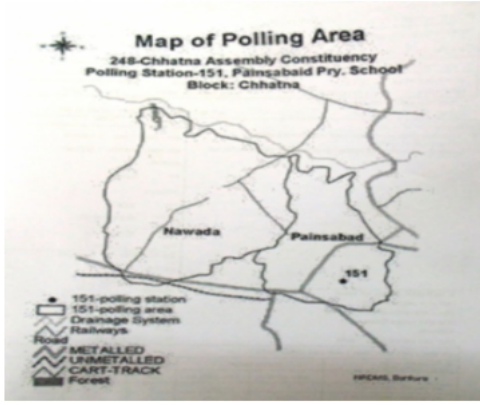 Map of Polling Area
248-Chhatna Assembly Constituency
Polling Station-151, Painsabaid Pry. School
Block: Chhatna
Nawada
Painsabad
151
151-polling station
151-polling area
Drainage System
Railways
Road
METALLED
UNMETALLED
CART-TRACK
Forest
Bankura